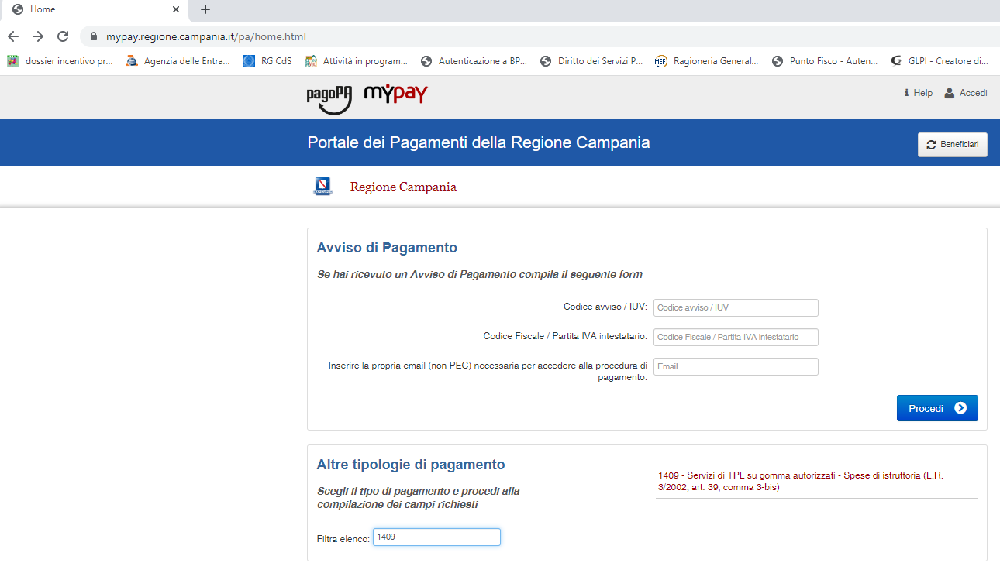 Home
mypay.regione.campania.it/pa/home.html
dossier incentivo pr... Agenzia delle Entra... RG CdS Attività in program... Autenticazione a BP... Diritto dei Servizi P... MEF Ragioneria General... Punto Fisco - Auten... GLPI - Creatore di...
pagoPA mypay
Help Accedi
Portale dei Pagamenti della Regione Campania
Beneficiari
Regione Campania
Avviso di Pagamento
Se hai ricevuto un Avviso di Pagamento compila il seguente form
Codice avviso / IUV: Codice avviso / IUV
Codice Fiscale / Partita IVA intestatario: Codice Fiscale / Partita IVA intestatario
Inserire la propria email (non PEC) necessaria per accedere alla procedura di
pagamento:
Email
Procedi
Altre tipologie di pagamento
Scegli il tipo di pagamento e procedi alla
compilazione dei campi richiesti
Filtra elenco: 1409
1409 - Servizi di TPL su gomma autorizzati - Spese di istruttoria (L.R.
3/2002, art. 39, comma 3-bis)